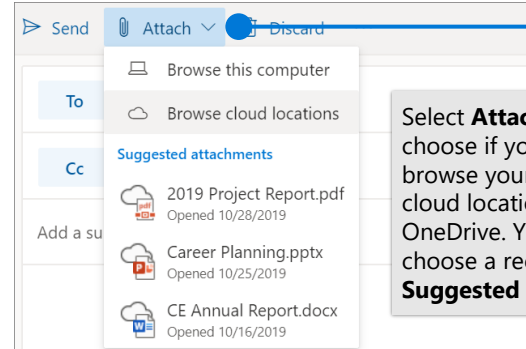 Send Attach Discard
Browse this computer
To
Browse cloud locations
Select Attac
choose if yo
Suggested attachments
Cc
browse your
2019 Project Report.pdf
cloud locati
Opened 10/28/2019
OneDrive. Y
Add a su
Career Planning.pptx
choose a re
Opened 10/25/2019
Suggested
CE Annual Report.docx
Opened 10/16/2019